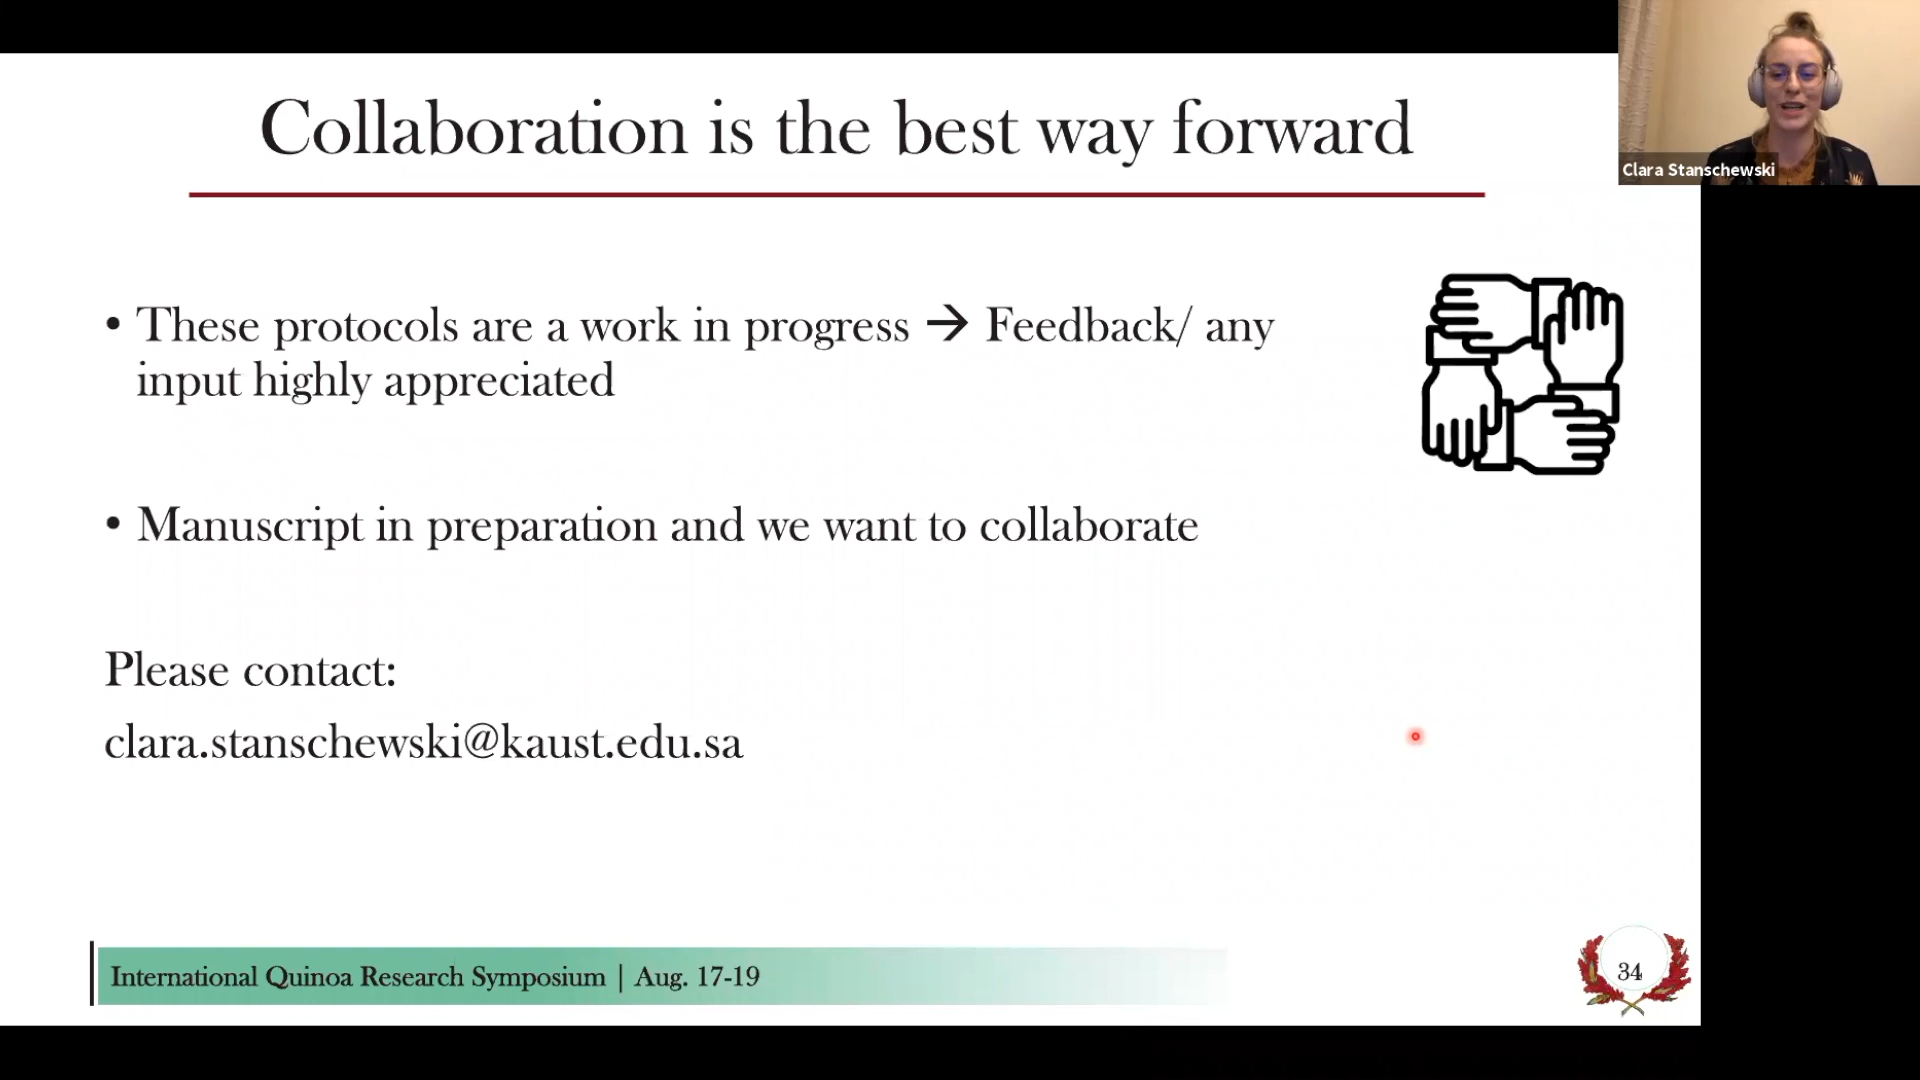 Collaboration is the best way forward
Clara Stanschewski
• These protocols are a work in progress → Feedback/ any
input highly appreciated
• Manuscript in preparation and we want to collaborate
Please contact:
clara.stanschewski@kaust.edu.sa
International Quinoa Research Symposium | Aug. 17-19
34